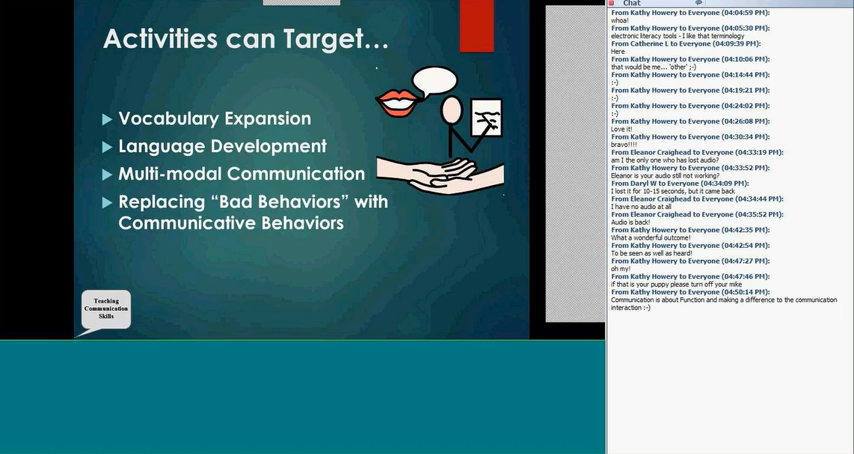 Activities can Target…
Vocabulary Expansion
Language Development
Multi-modal Communication
Replacing “Bad Behaviors” with
Communicative Behaviors
Teaching
Communication
Skills
Chat
From Kathy Howery to Everyone (04:04:59 PM):
whoa!
From Kathy Howery to Everyone (04:05:30 PM):
electronic literacy tools - I like that terminology
From Catherine L to Everyone (04:09:39 PM):
Here
From Kathy Howery to Everyone (04:10:06 PM):
that would be me... 'other' ;-)
From Kathy Howery to Everyone (04:14:44 PM):
:-)
From Kathy Howery to Everyone (04:19:21 PM):
:-)
From Kathy Howery to Everyone (04:24:02 PM):
:-)
From Kathy Howery to Everyone (04:26:08 PM):
Love it!
From Kathy Howery to Everyone (04:30:34 PM):
bravo!!!!
From Eleanor Craighead to Everyone (04:33:19 PM):
am I the only one who has lost audio?
From Kathy Howery to Everyone (04:33:52 PM):
Eleanor is your audio still not working?
From Daryl W to Everyone (04:34:09 PM):
I lost it for 10-15 seconds, but it came back
From Eleanor Craighead to Everyone (04:34:44 PM):
I have no audio at all
From Eleanor Craighead to Everyone (04:35:52 PM):
Audio is back!
From Kathy Howery to Everyone (04:42:35 PM):
What a wonderful outcome!
From Kathy Howery to Everyone (04:42:54 PM):
To be seen as well as heard!
From Kathy Howery to Everyone (04:47:27 PM):
oh my!
From Kathy Howery to Everyone (04:47:46 PM):
if that is your puppy please turn off your mike
From Kathy Howery to Everyone (04:50:14 PM):
Communication is about Function and making a difference to the communication
interaction :-)